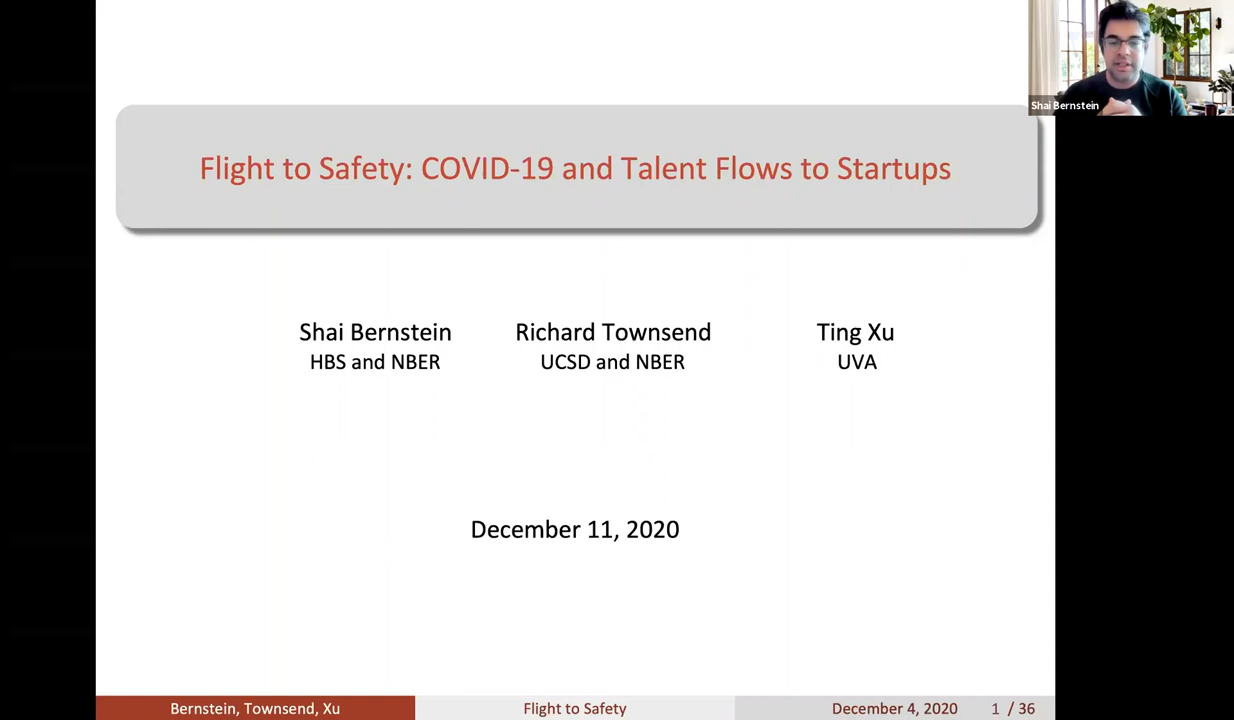 Shai Bernstein
Flight to Safety: COVID-19 and Talent Flows to Startups
Shai Bernstein
HBS and NBER
Richard Townsend
UCSD and NBER
Ting Xu
UVA
December 11, 2020
Bernstein, Townsend, Xu
Flight to Safety
December 4, 2020
1 / 36